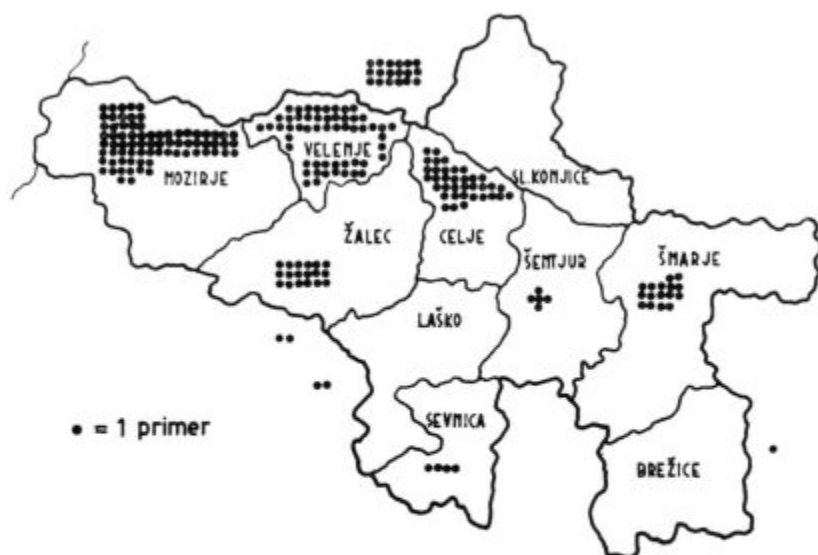 VELENJE
MOZIRJE
SL.KONJICE
ŽALEC
CELJE
ŠENTJUR
ŠMARJE
LAŠKO
SEVNICA
BREŽICE
● = 1 primer